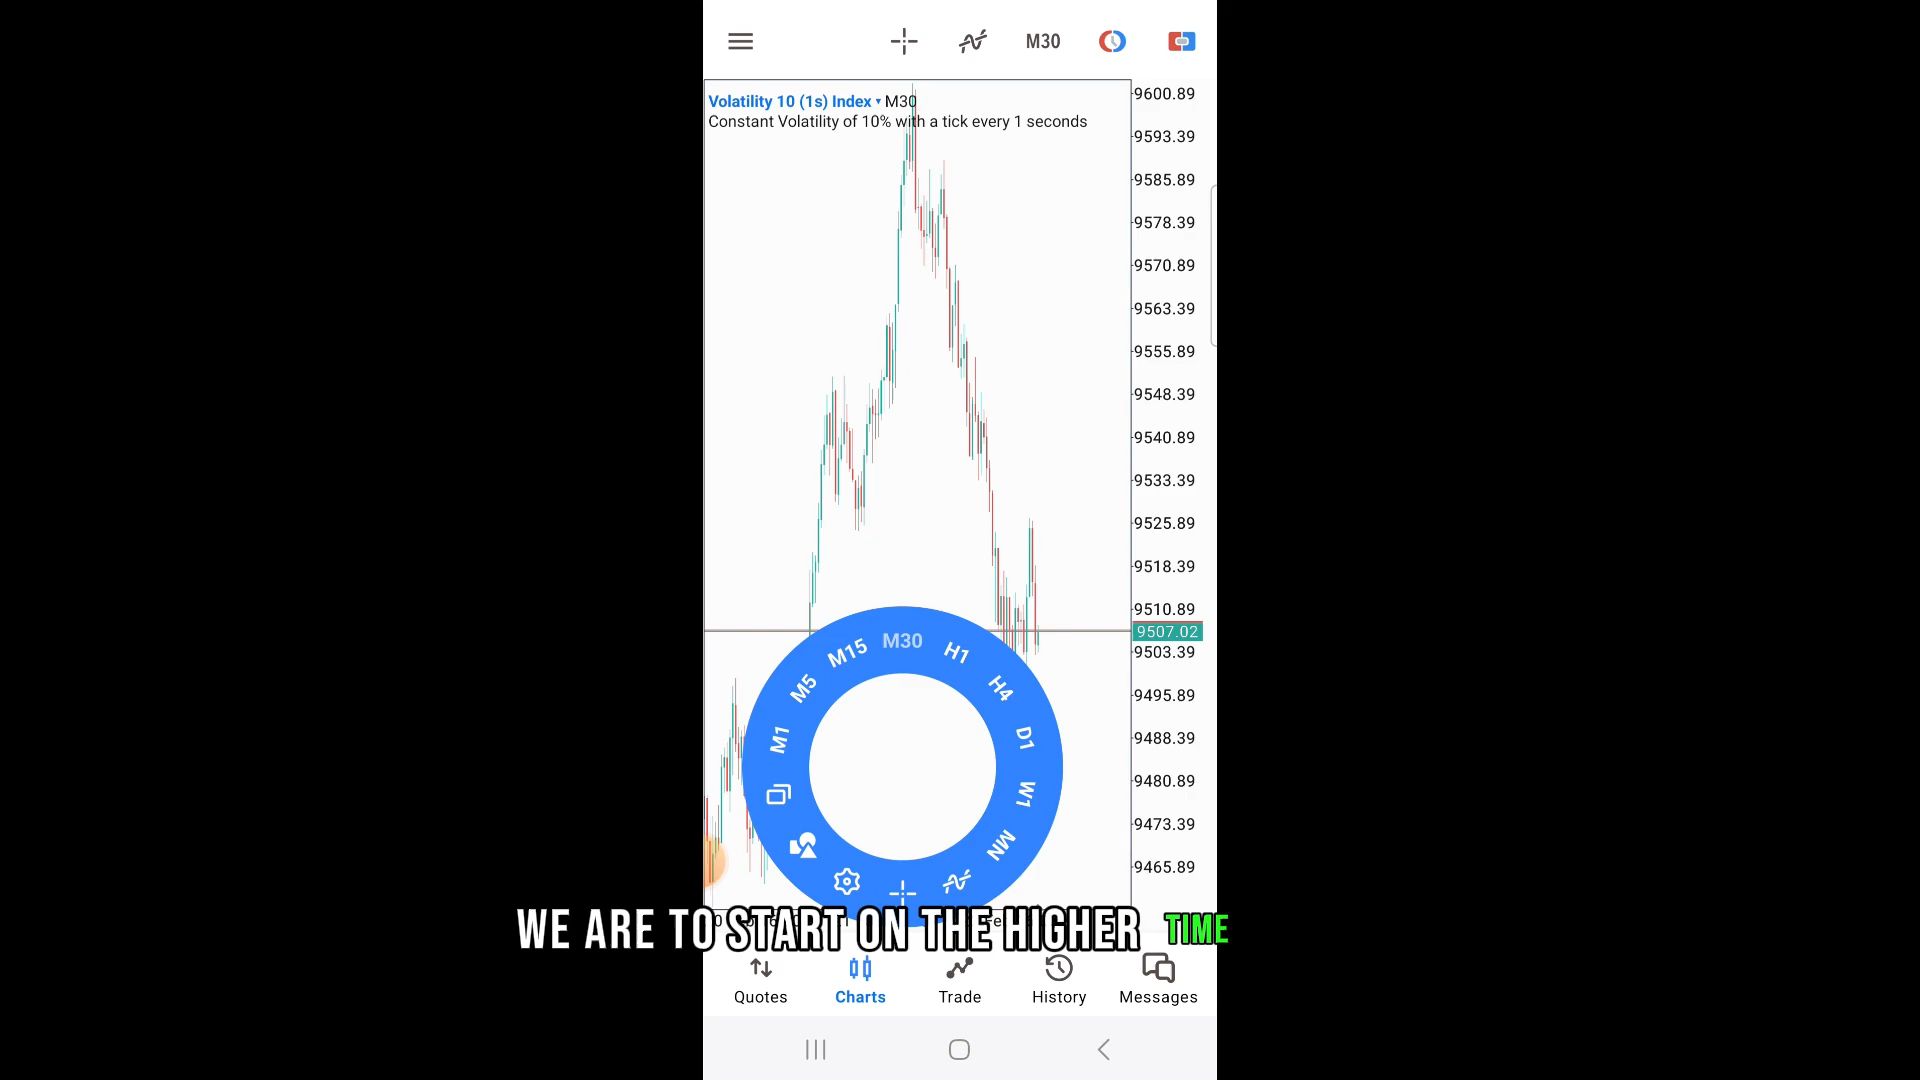 M30
Volatility 10 (1s) Index ▾ M30
Constant Volatility of 10% with a tick every 1 seconds
9600.89
9593.39
9585.89
9578.39
9570.89
9563.39
9555.89
9548.39
9540.89
9533.39
9525.89
9518.39
9510.89
9507.02
9503.39
9495.89
9488.39
9480.89
9473.39
9465.89
M1
M5
M15
M30
H1
H4
D1
W1
MN
WE ARE TO START ON THE HIGHER TIME
Quotes
Charts
Trade
History
Messages